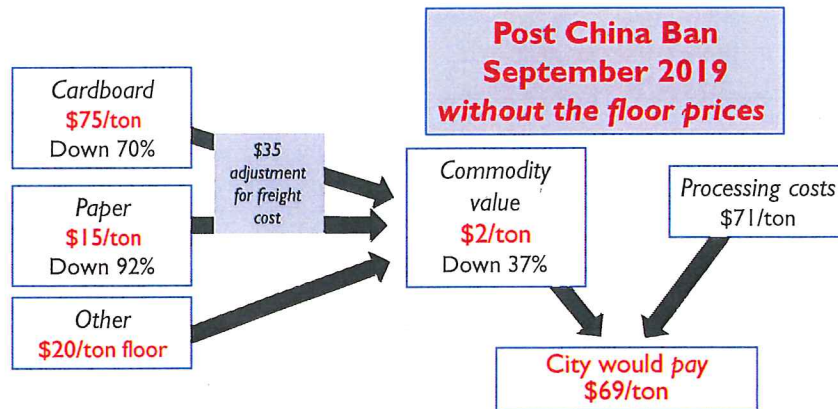 Post China Ban
September 2019
without the floor prices
Cardboard
$75/ton
Down 70%
$35
adjustment
for freight
cost
Paper
$15/ton
Down 92%
Other
$20/ton floor
Commodity
value
$2/ton
Down 37%
Processing costs
$71/ton
City would pay
$69/ton